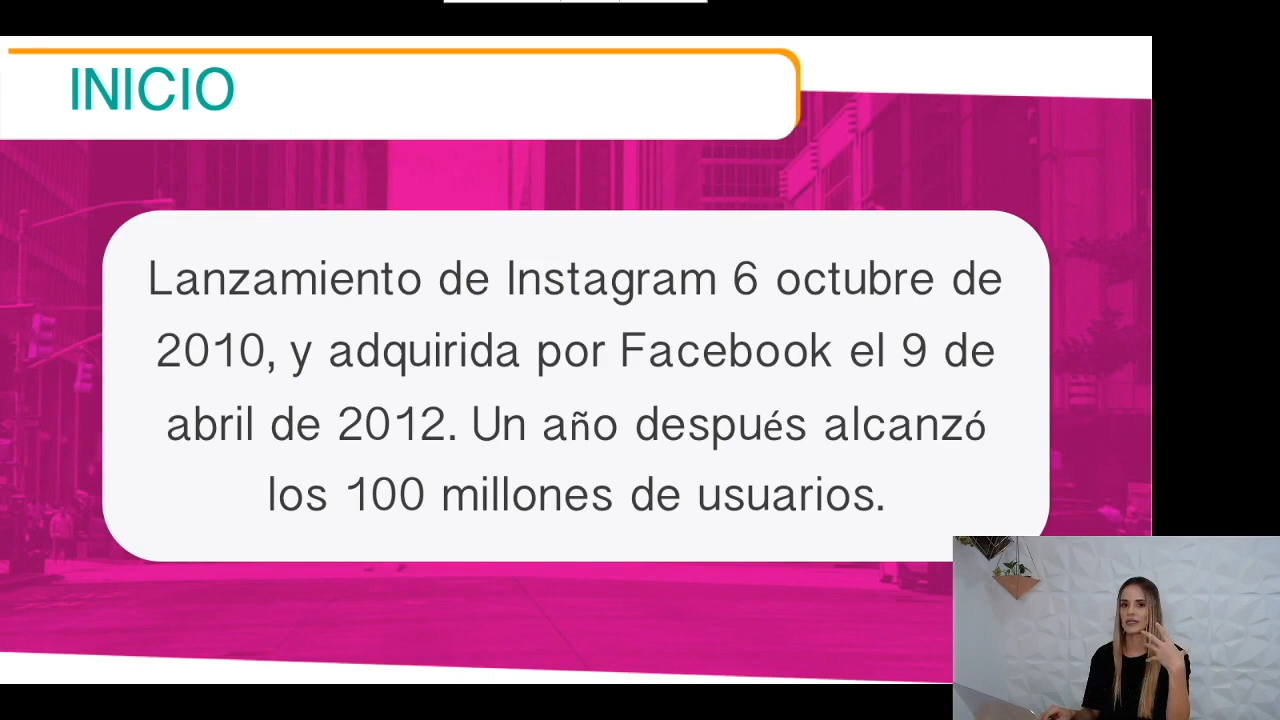 INICIO
Lanzamiento de Instagram 6 octubre de
2010, y adquirida por Facebook el 9 de
abril de 2012. Un año después alcanzó
los 100 millones de usuarios.